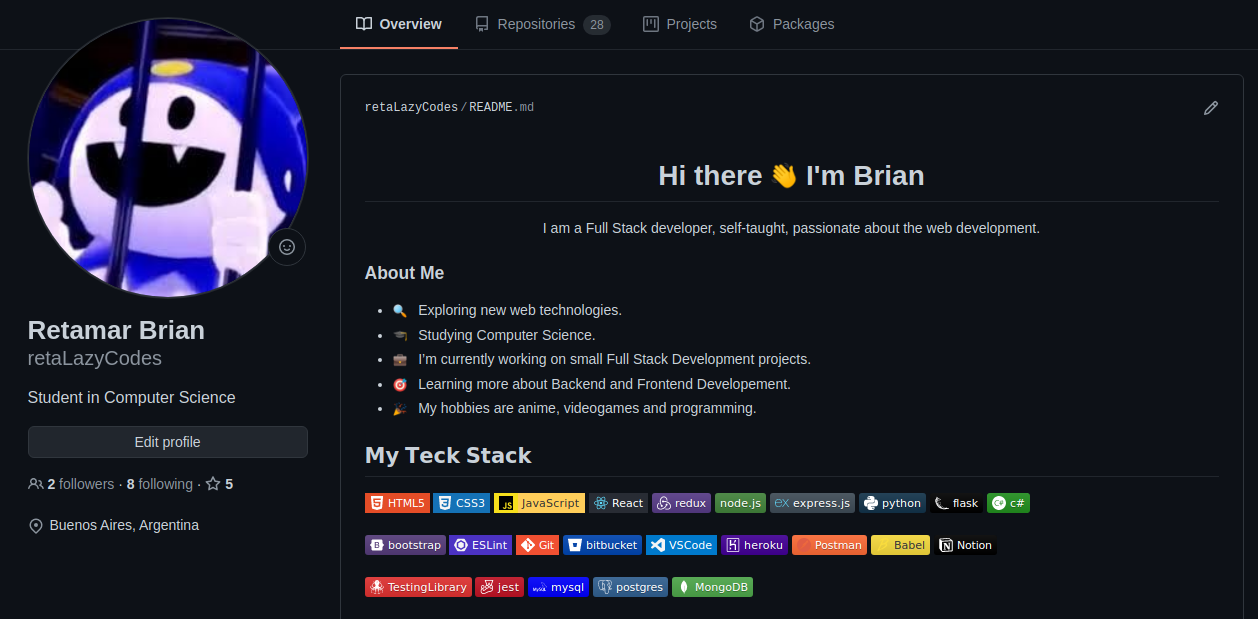 Overview Repositories 28 Projects Packages
retaLazyCodes/README.md
Hi there 👋 I'm Brian
I am a Full Stack developer, self-taught, passionate about the web development.
About Me
🔍 Exploring new web technologies.
🎓 Studying Computer Science.
💼 I'm currently working on small Full Stack Development projects.
🎯 Learning more about Backend and Frontend Developement.
🎉 My hobbies are anime, videogames and programming.
My Teck Stack
HTML5 CSS3 JS JavaScript React redux node.js ex express.js python flask c#
B bootstrap ESLint Git bitbucket VSCode heroku Postman Babel Notion
TestingLibrary jest MySQL mysql postgres MongoDB
Retamar Brian
retaLazyCodes
Student in Computer Science
Edit profile
2 followers · 8 following · 5
Buenos Aires, Argentina